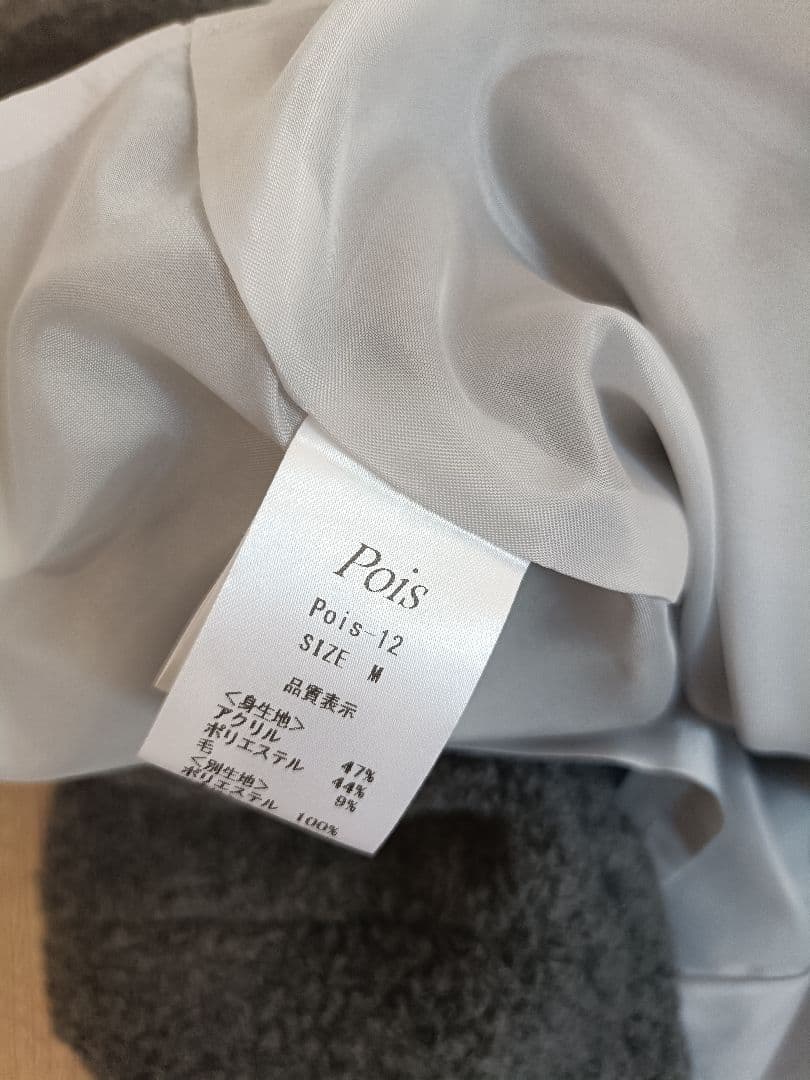 Pois
Pois-12
SIZE M
品質表示
<身生地>
アクリル 47%
ポリエステル 44%
毛 9%
<別生地>
ポリエステル 100%